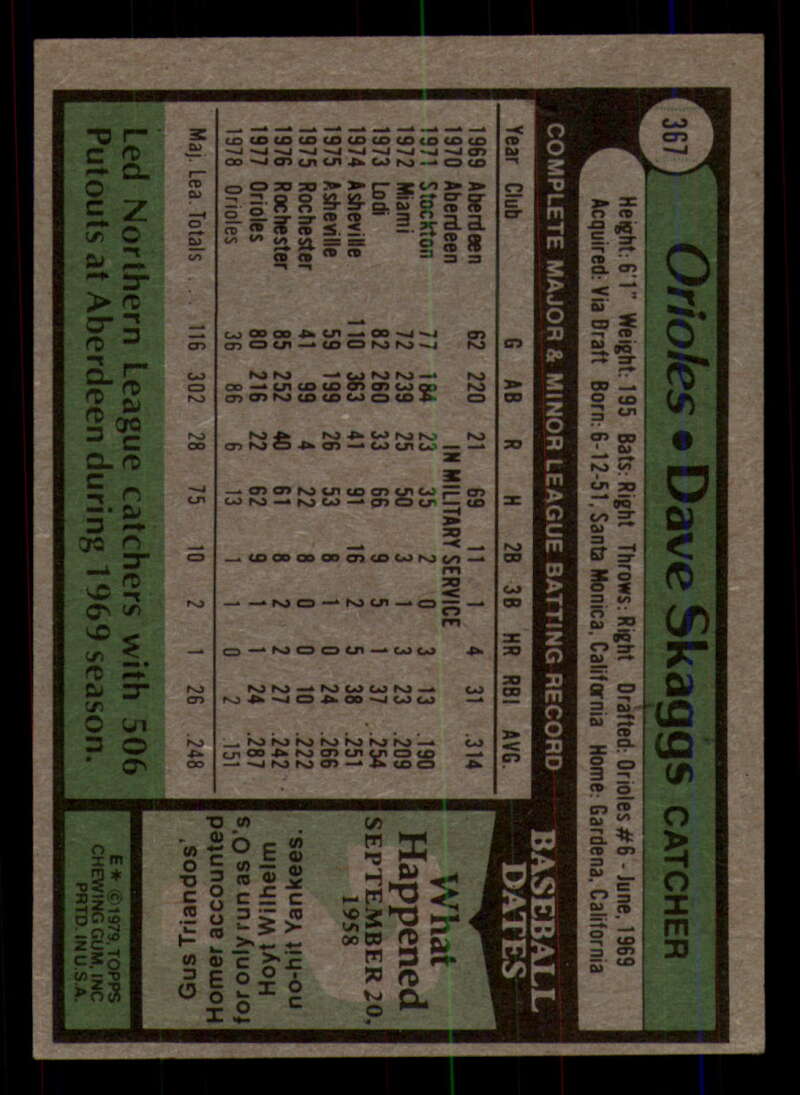 367
Orioles • Dave Skaggs CATCHER
Height: 6'1" Weight: 195 Bats: Right Throws: Right Drafted: Orioles #6 - June, 1969
Acquired: Via Draft Born: 6-12-51, Santa Monica, California Home: Gardena, California
COMPLETE MAJOR & MINOR LEAGUE BATTING RECORD
Year Club G AB R H 2B 3B HR RBI AVG.
1969 Aberdeen 62 220 21 69 11 1 4 31 .314
1970 Aberdeen IN MILITARY SERVICE
1971 Stockton 77 184 23 35 2 0 3 13 .190
1972 Miami 72 239 25 50 3 1 3 23 .209
1973 Lodi 82 260 33 66 9 5 1 37 .254
1974 Asheville 110 363 41 91 16 2 5 38 .251
1975 Asheville 59 199 26 53 8 1 0 24 .266
1975 Rochester 41 99 4 22 8 0 0 10 .222
1976 Rochester 85 252 40 61 8 2 2 27 .242
1977 Orioles 80 216 22 62 9 1 1 24 .287
1978 Orioles 36 86 6 13 1 1 0 2 .151
Maj. Lea. Totals .... 116 302 28 75 10 2 1 26 .248
Led Northern League catchers with 506
Putouts at Aberdeen during 1969 season.
BASEBALL
DATES
What
Happened
SEPTEMBER 20,
1958
Gus Triandos'
Homer accounted
for only run as O's
Hoyt Wilhelm
no-hit Yankees.
E * ©1979, TOPPS
CHEWING GUM, INC
PRTD. IN U.S.A.